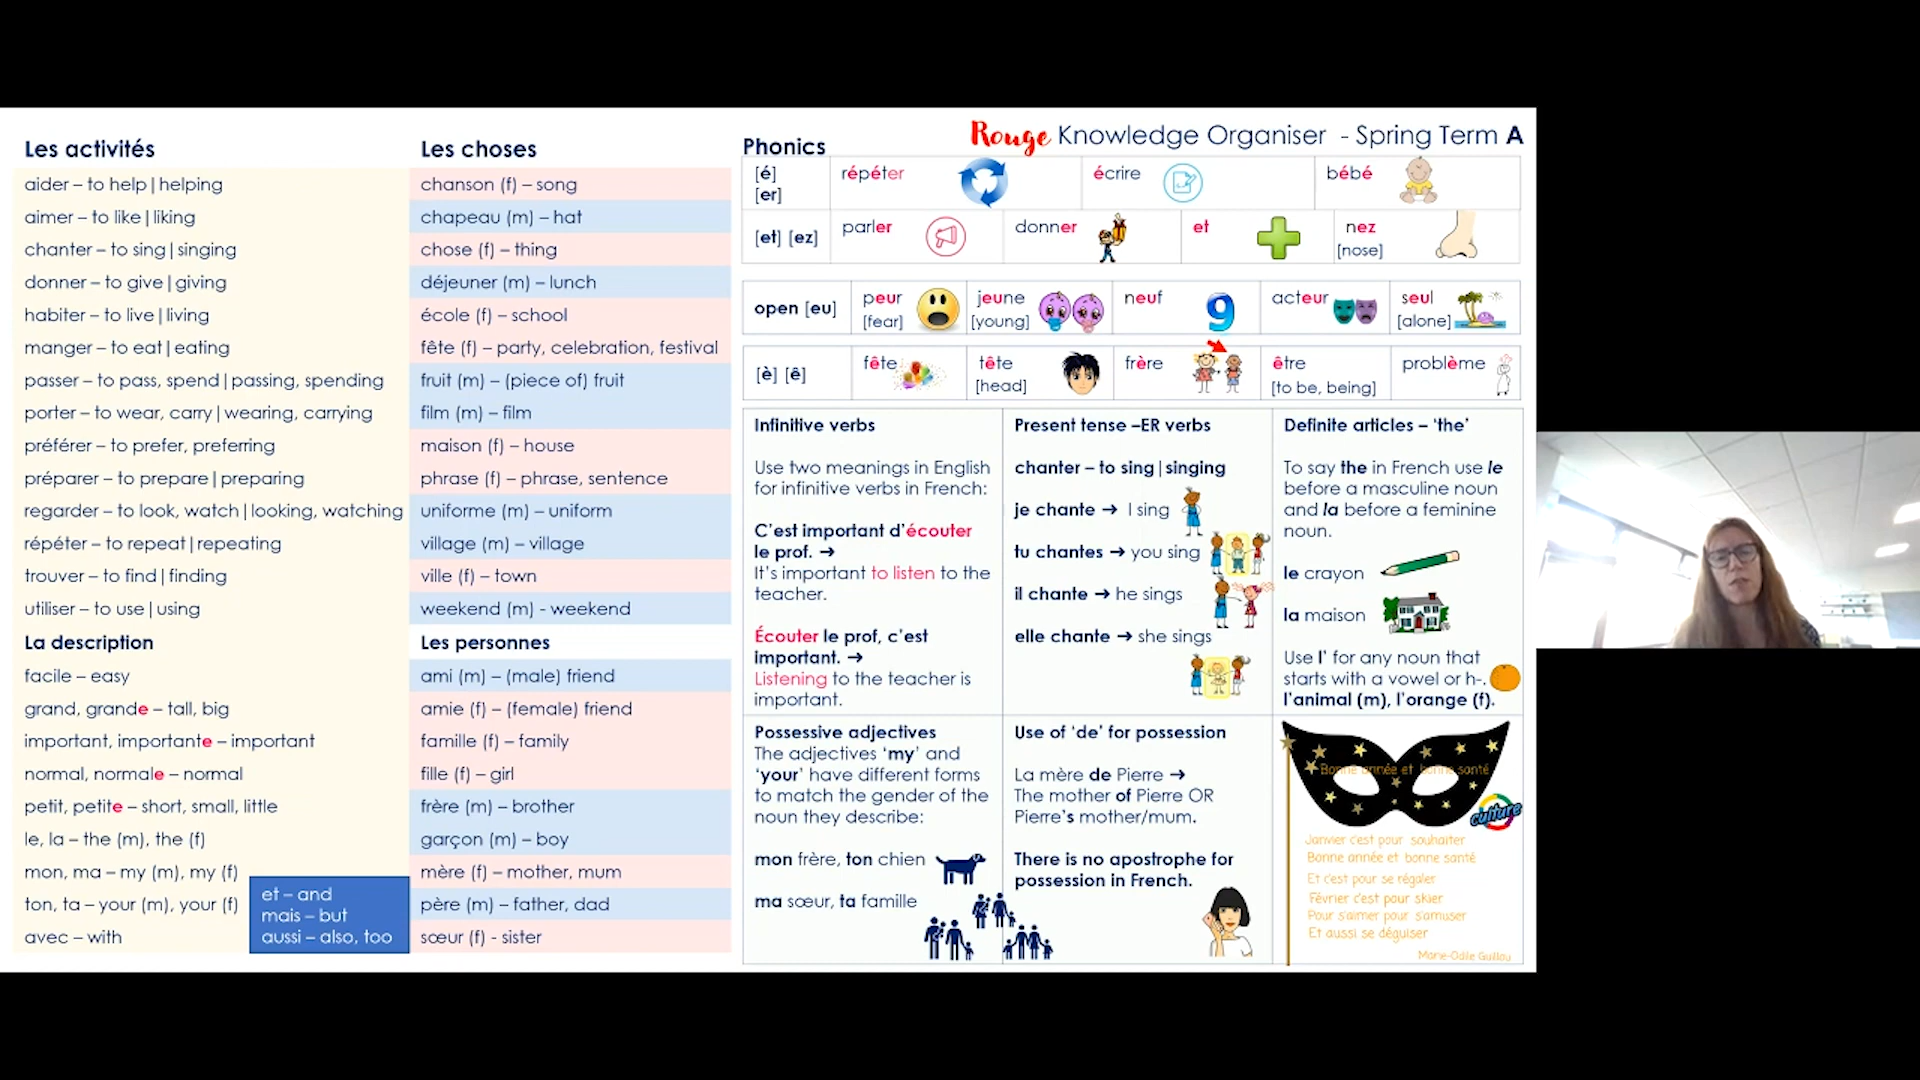 Rouge Knowledge Organiser - Spring Term A
Les activités
aider – to help|helping
aimer – to like|liking
chanter – to sing|singing
donner – to give|giving
habiter – to live|living
manger – to eat|eating
passer – to pass, spend|passing, spending
porter – to wear, carry|wearing, carrying
préférer – to prefer, preferring
préparer – to prepare|preparing
regarder – to look, watch|looking, watching
répéter – to repeat|repeating
trouver – to find|finding
utiliser – to use|using
La description
facile – easy
grand, grande – tall, big
important, importante – important
normal, normale – normal
petit, petite – short, small, little
le, la – the (m), the (f)
mon, ma – my (m), my (f)
ton, ta – your (m), your (f)
avec – with
et – and
mais – but
aussi – also, too
Les choses
chanson (f) – song
chapeau (m) – hat
chose (f) – thing
déjeuner (m) – lunch
école (f) – school
fête (f) – party, celebration, festival
fruit (m) – (piece of) fruit
film (m) – film
maison (f) – house
phrase (f) – phrase, sentence
uniforme (m) – uniform
village (m) – village
ville (f) – town
weekend (m) - weekend
Les personnes
ami (m) – (male) friend
amie (f) – (female) friend
famille (f) – family
fille (f) – girl
frère (m) – brother
garçon (m) – boy
mère (f) – mother, mum
père (m) – father, dad
sœur (f) - sister
Phonics
[é]
[er]
répéter
écrire
bébé
[et] [ez]
parler
donner
et
nez
[nose]
open [eu]
peur
[fear]
jeune
[young]
neuf
9
acteur
seul
[alone]
[è] [ê]
fête
tête
[head]
frère
être
[to be, being]
problème
Infinitive verbs
Use two meanings in English
for infinitive verbs in French:
C’est important d’écouter
le prof. →
It’s important to listen to the
teacher.
Écouter le prof, c’est
important. →
Listening to the teacher is
important.
Present tense –ER verbs
chanter – to sing|singing
je chante → I sing
tu chantes → you sing
il chante → he sings
elle chante → she sings
Definite articles – ‘the’
To say the in French use le
before a masculine noun
and la before a feminine
noun.
le crayon
la maison
Use l’ for any noun that
starts with a vowel or h-.
l’animal (m), l’orange (f).
Possessive adjectives
The adjectives ‘my’ and
‘your’ have different forms
to match the gender of the
noun they describe:
mon frère, ton chien
ma sœur, ta famille
Use of ‘de’ for possession
La mère de Pierre →
The mother of Pierre OR
Pierre’s mother/mum.
There is no apostrophe for
possession in French.
Bonne année et bonne santé
culture
Janvier c'est pour souhaiter
Bonne année et bonne santé
Et c'est pour se régaler
Février c'est pour skier
Pour s'aimer pour s'amuser
Et aussi se déguiser
Marie-Odile Guillou